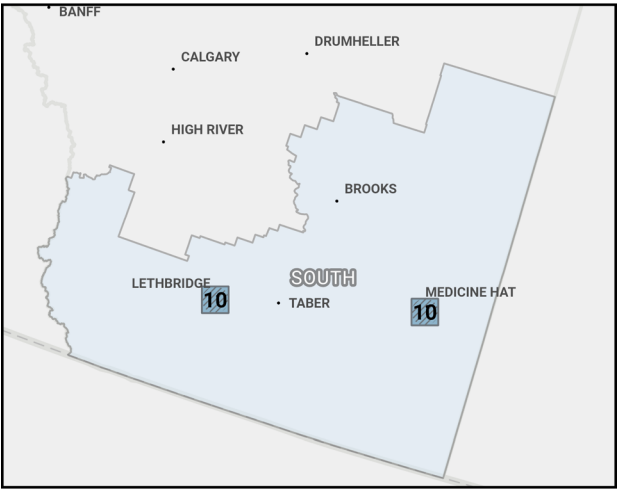 BANFF
DRUMHELLER
CALGARY
HIGH RIVER
BROOKS
SOUTH
LETHBRIDGE
10
TABER
MEDICINE HAT
10